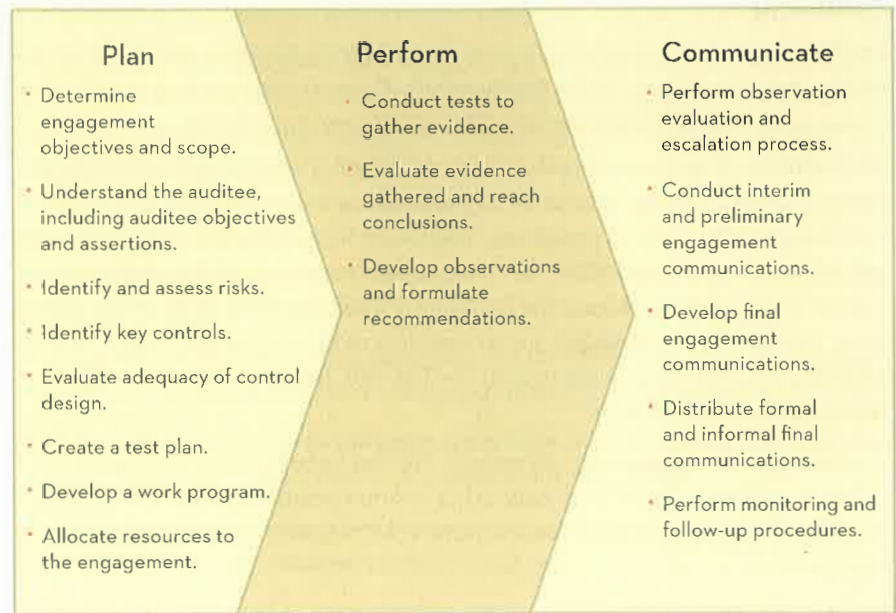 Plan
• Determine
engagement
objectives and scope.
• Understand the auditee,
including auditee objectives
and assertions.
• Identify and assess risks.
• Identify key controls.
• Evaluate adequacy of control
design.
• Create a test plan.
• Develop a work program.
• Allocate resources to
the engagement.
Perform
• Conduct tests to
gather evidence.
• Evaluate evidence
gathered and reach
conclusions.
• Develop observations
and formulate
recommendations.
Communicate
• Perform observation
evaluation and
escalation process.
• Conduct interim
and preliminary
engagement
communications.
• Develop final
engagement
communications.
• Distribute formal
and informal final
communications.
• Perform monitoring and
follow-up procedures.